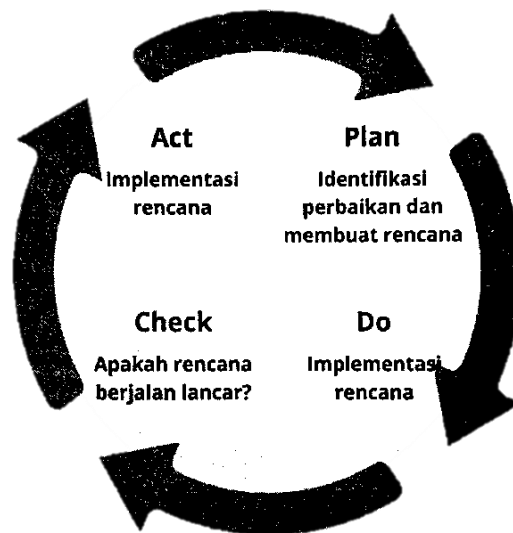 Act
Implementasi
rencana
Plan
Identifikasi
perbaikan dan
membuat rencana
Check
Apakah rencana
berjalan lancar?
Do
Implementasi
rencana